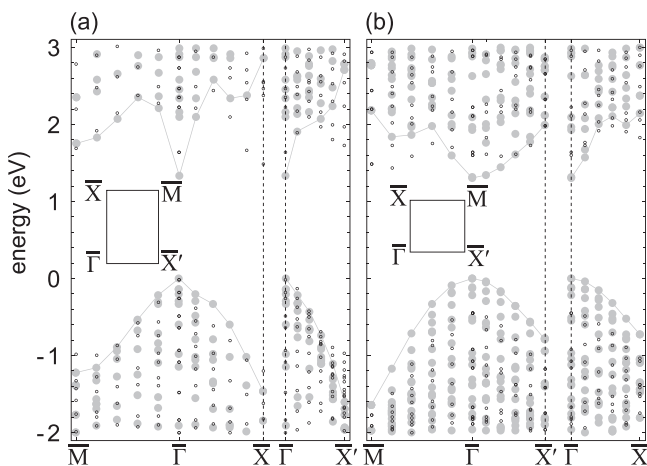 (a) (b)
energy (eV)
3 2 1 0 -1 -2
X̅ M̅
Γ̅ X̅′
X̅ M̅
Γ̅ X̅′
M̅ Γ̅ X̅ Γ̅ X̅′ M̅ Γ̅ X̅′ Γ̅ X̅